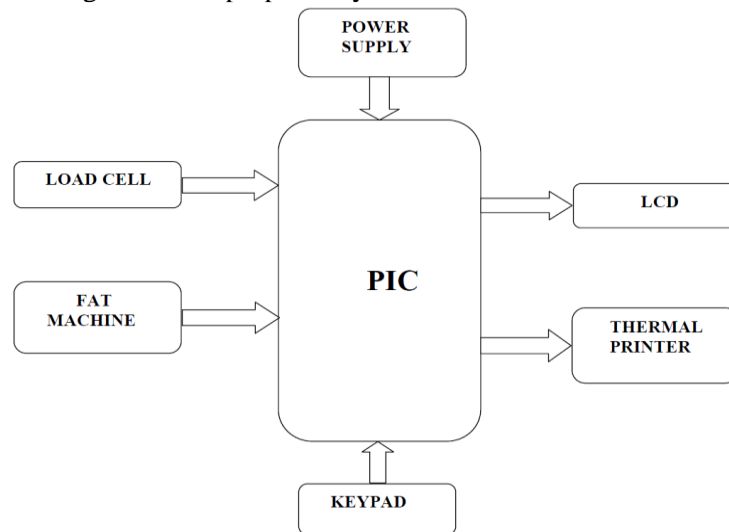 POWER
SUPPLY
LOAD CELL
LCD
PIC
FAT
MACHINE
THERMAL
PRINTER
KEYPAD